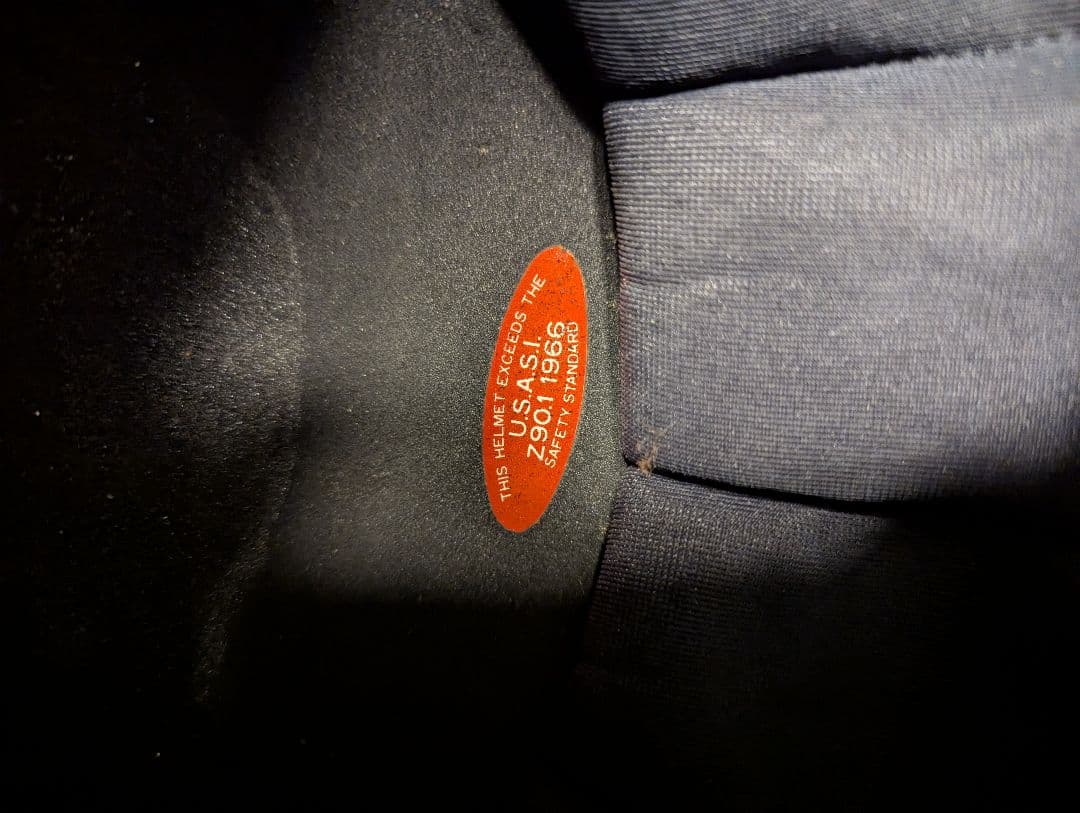 THIS HELMET EXCEEDS THE
U.S.A.S.I.
Z90.1 1966
SAFETY STANDARD